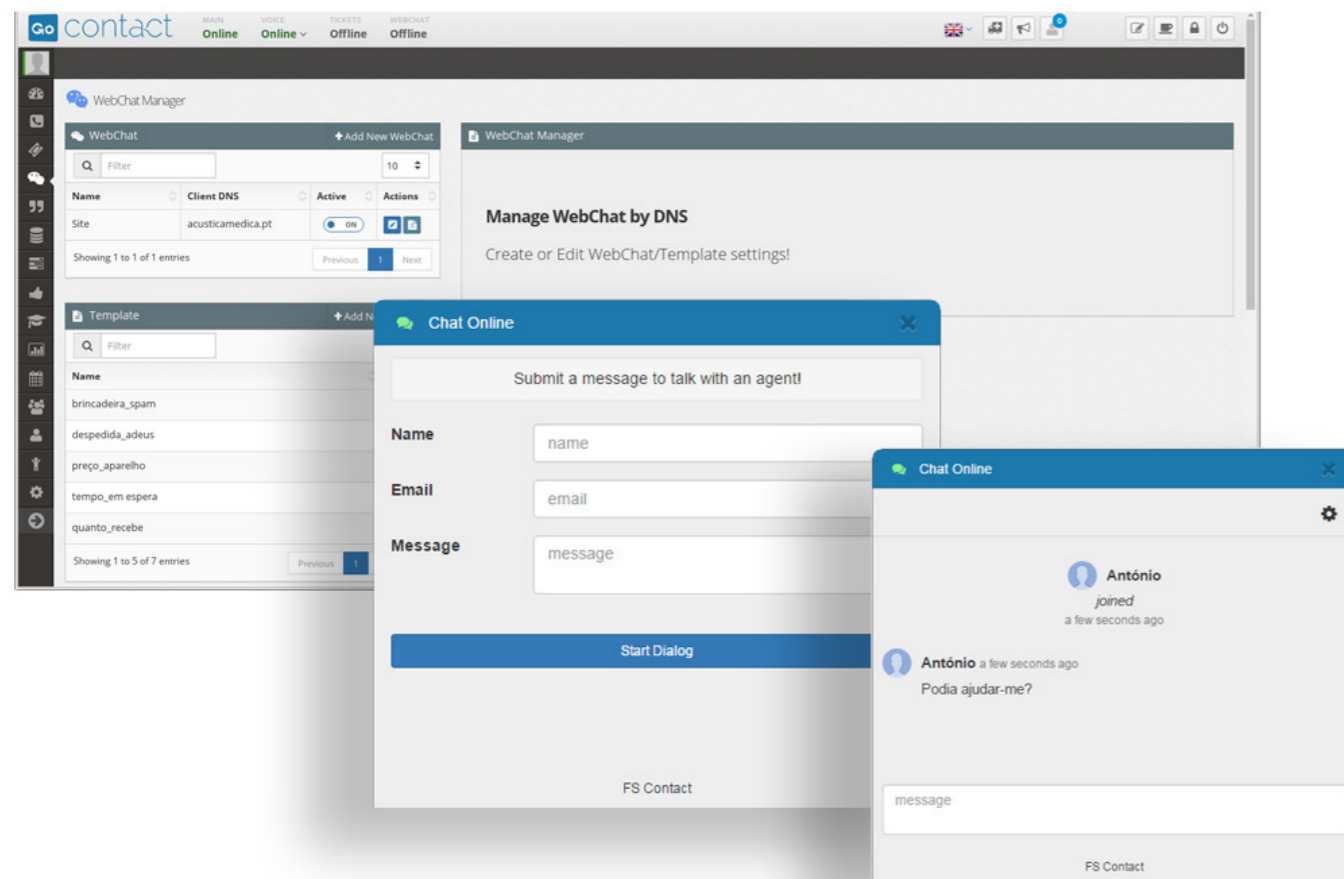 Go contact
MAIN VOICE TICKETS WEBCHAT
Online Online Offline Offline
0
WebChat Manager
WebChat
+ Add New WebChat
Filter
10
Name Client DNS Active Actions
Site acusticamedica.pt ON
Showing 1 to 1 of 1 entries
Previous 1 Next
WebChat Manager
Manage WebChat by DNS
Create or Edit WebChat/Template settings!
Template
+ Add
Filter
Name
brincadeira_spam
despedida_adeus
preço_aparelho
tempo_em espera
quanto_recebe
Showing 1 to 5 of 7 entries
Previous 1
Chat Online
Submit a message to talk with an agent!
Name
name
Email
email
Message
message
Start Dialog
FS Contact
Chat Online
António
joined
a few seconds ago
António a few seconds ago
Podia ajudar-me?
message
FS Contact